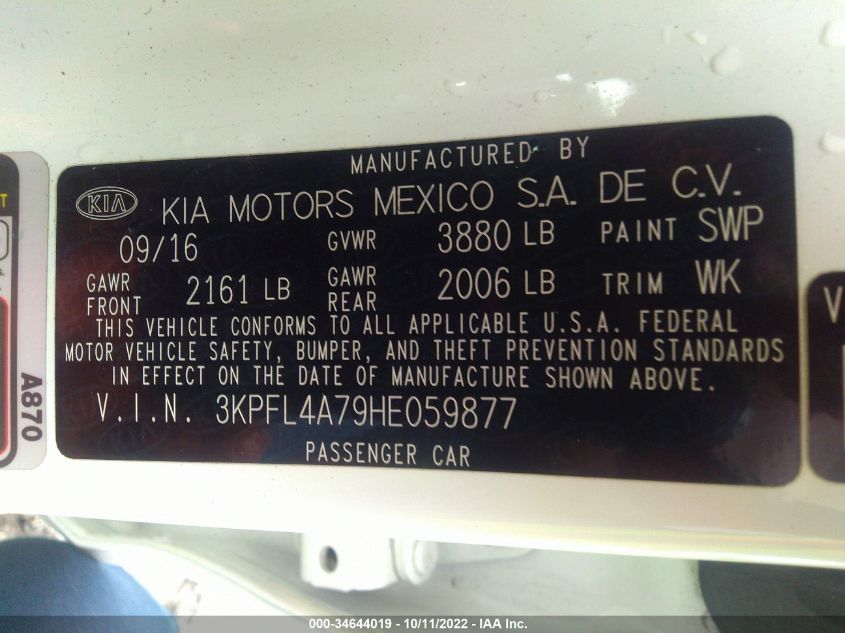 MANUFACTURED BY
KIA KIA MOTORS MEXICO S.A. DE C.V.
09/16 GVWR 3880 LB PAINT SWP
GAWR FRONT 2161 LB GAWR REAR 2006 LB TRIM WK
THIS VEHICLE CONFORMS TO ALL APPLICABLE U.S.A. FEDERAL
MOTOR VEHICLE SAFETY, BUMPER, AND THEFT PREVENTION STANDARDS
IN EFFECT ON THE DATE OF MANUFACTURE SHOWN ABOVE.
V.I.N. 3KPFL4A79HE059877
PASSENGER CAR
A870
000-34644019 - 10/11/2022 - IAA Inc.